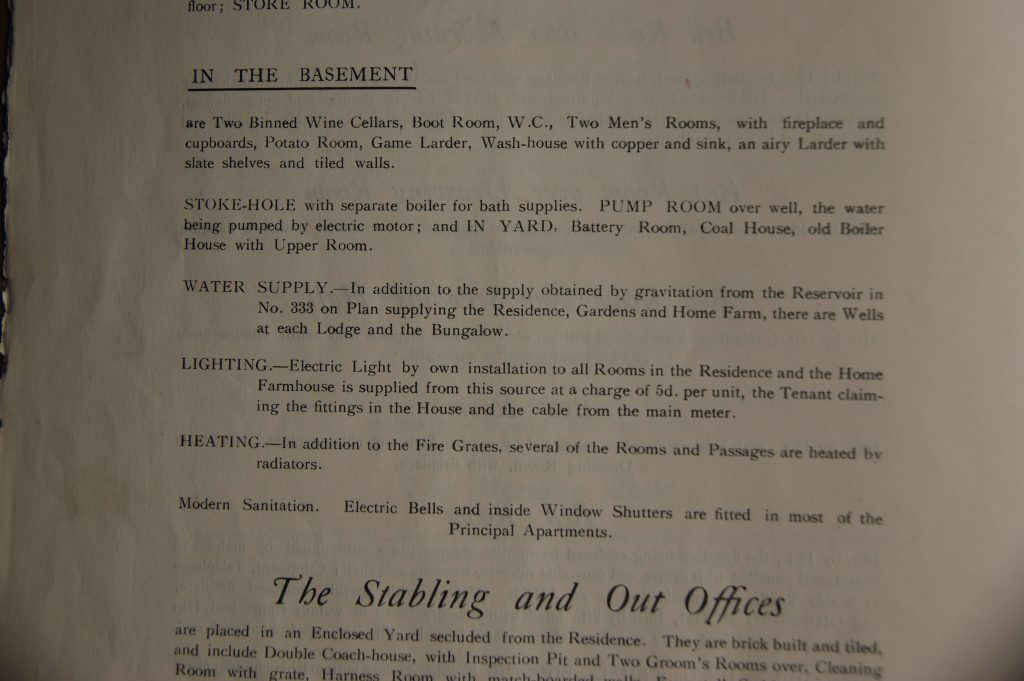 floor; STORE ROOM.
IN THE BASEMENT
are Two Binned Wine Cellars, Boot Room, W.C., Two Men's Rooms, with fireplace and
cupboards, Potato Room, Game Larder, Wash-house with copper and sink, an airy Larder with
slate shelves and tiled walls.
STOKE-HOLE with separate boiler for bath supplies. PUMP ROOM over well, the water
being pumped by electric motor; and IN YARD, Battery Room, Coal House, old Boiler
House with Upper Room.
WATER SUPPLY.—In addition to the supply obtained by gravitation from the Reservoir in
No. 333 on Plan supplying the Residence, Gardens and Home Farm, there are Wells
at each Lodge and the Bungalow.
LIGHTING.—Electric Light by own installation to all Rooms in the Residence and the Home
Farmhouse is supplied from this source at a charge of 5d. per unit, the Tenant claim-
ing the fittings in the House and the cable from the main meter.
HEATING.—In addition to the Fire Grates, several of the Rooms and Passages are heated by
radiators.
Modern Sanitation. Electric Bells and inside Window Shutters are fitted in most of the
Principal Apartments.
The Stabling and Out Offices
are placed in an Enclosed Yard secluded from the Residence. They are brick built and tiled,
and include Double Coach-house, with Inspection Pit and Two Groom's Rooms over, Cleaning
Room with grate, Harness Room with match-boarded